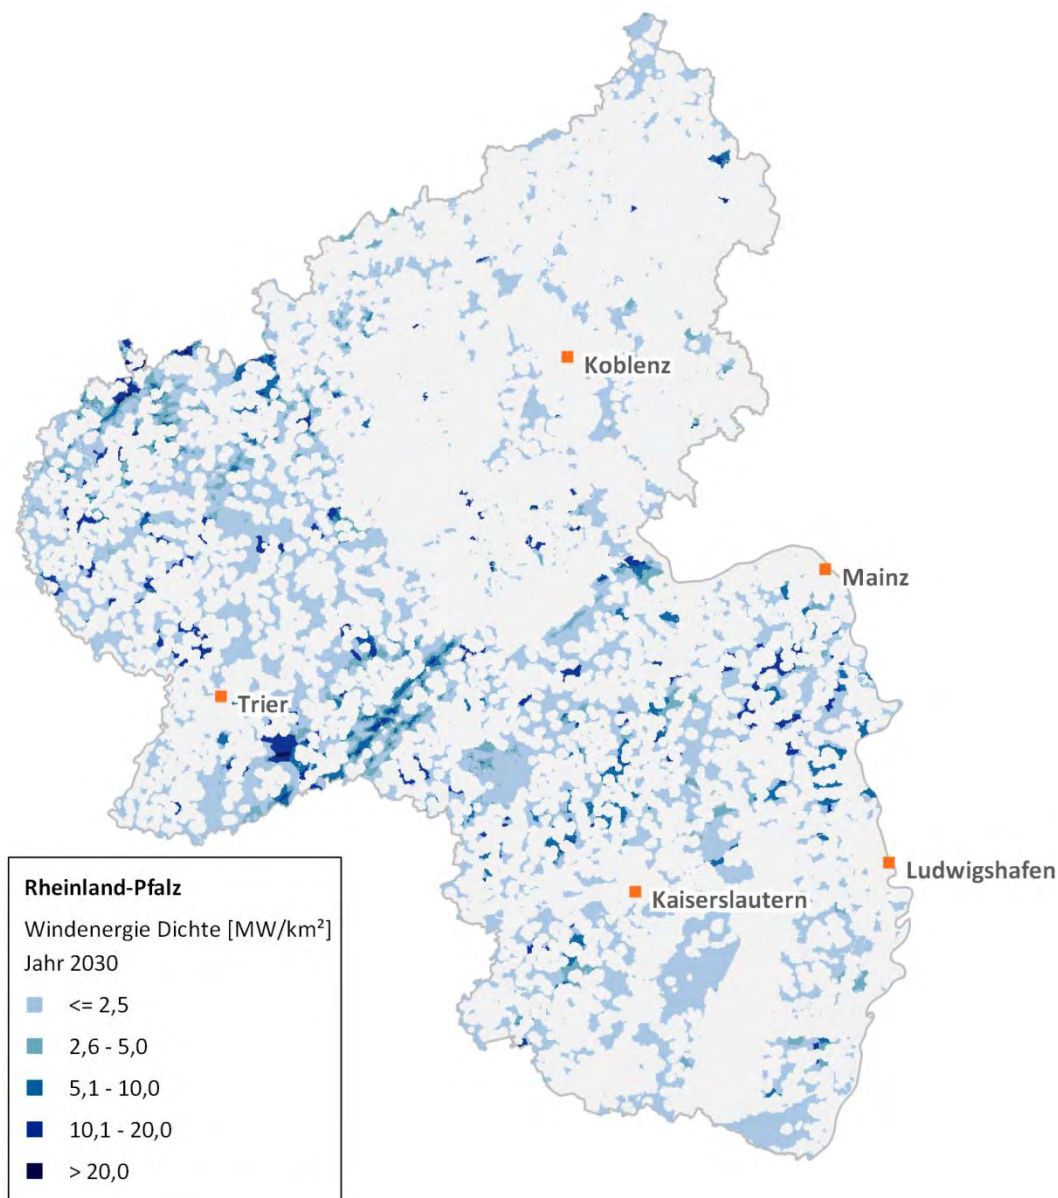 Koblenz
Mainz
Trier
Ludwigshafen
Kaiserslautern
Rheinland-Pfalz
Windenergie Dichte [MW/km²]
Jahr 2030
<= 2,5
2,6 - 5,0
5,1 - 10,0
10,1 - 20,0
> 20,0